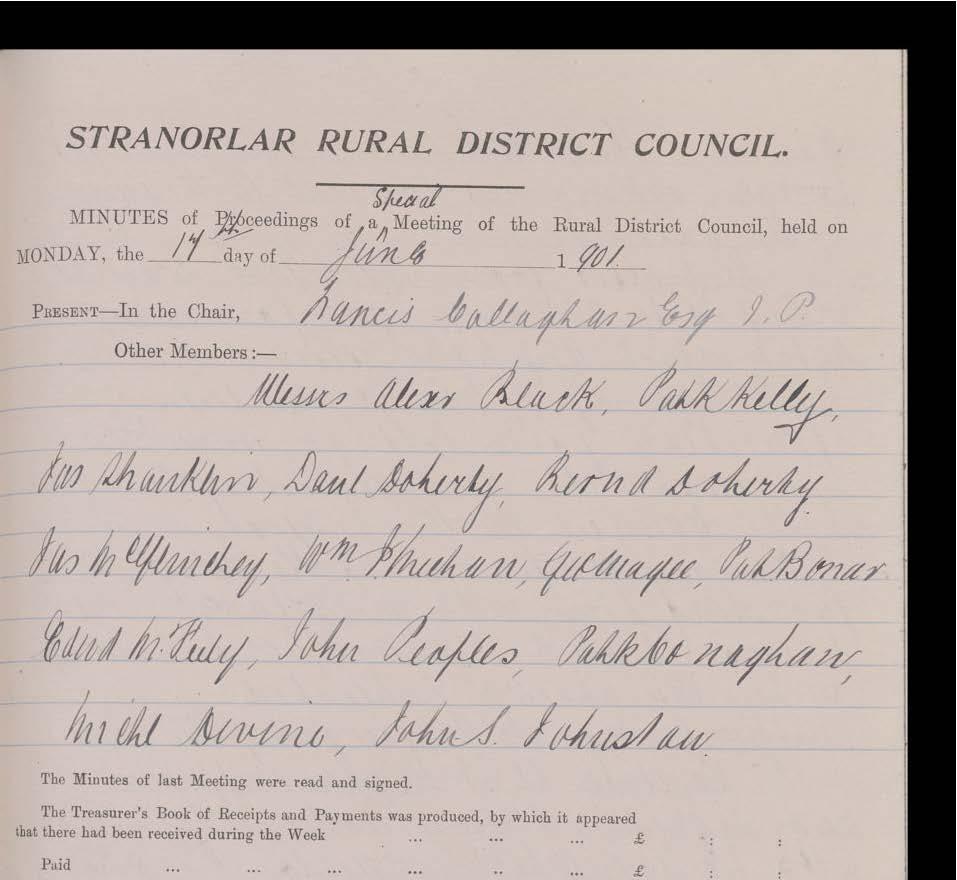 STRANORLAR RURAL DISTRICT COUNCIL.
Special
MINUTES of Proceedings of a Meeting of the Rural District Council, held on
MONDAY, the 17th day of June 1901.
PRESENT—In the Chair, Francis Callaghan Esq J.P.
Other Members:—
Messrs Alexr Black, Patk Kelly,
Jas Shanklin, Danl Doherty, Bernd Doherty
Jas McGlinchey, Wm Sheehan, Geo Magee, Pat Bonar
Edwd McFeely, John Peoples, Patk Bonaghan,
Michl Devine, John S. Johnston.
The Minutes of last Meeting were read and signed.
The Treasurer's Book of Receipts and Payments was produced, by which it appeared
that there had been received during the Week ... ... ... £ : :
Paid ... ... ... ... .. ... £ : :